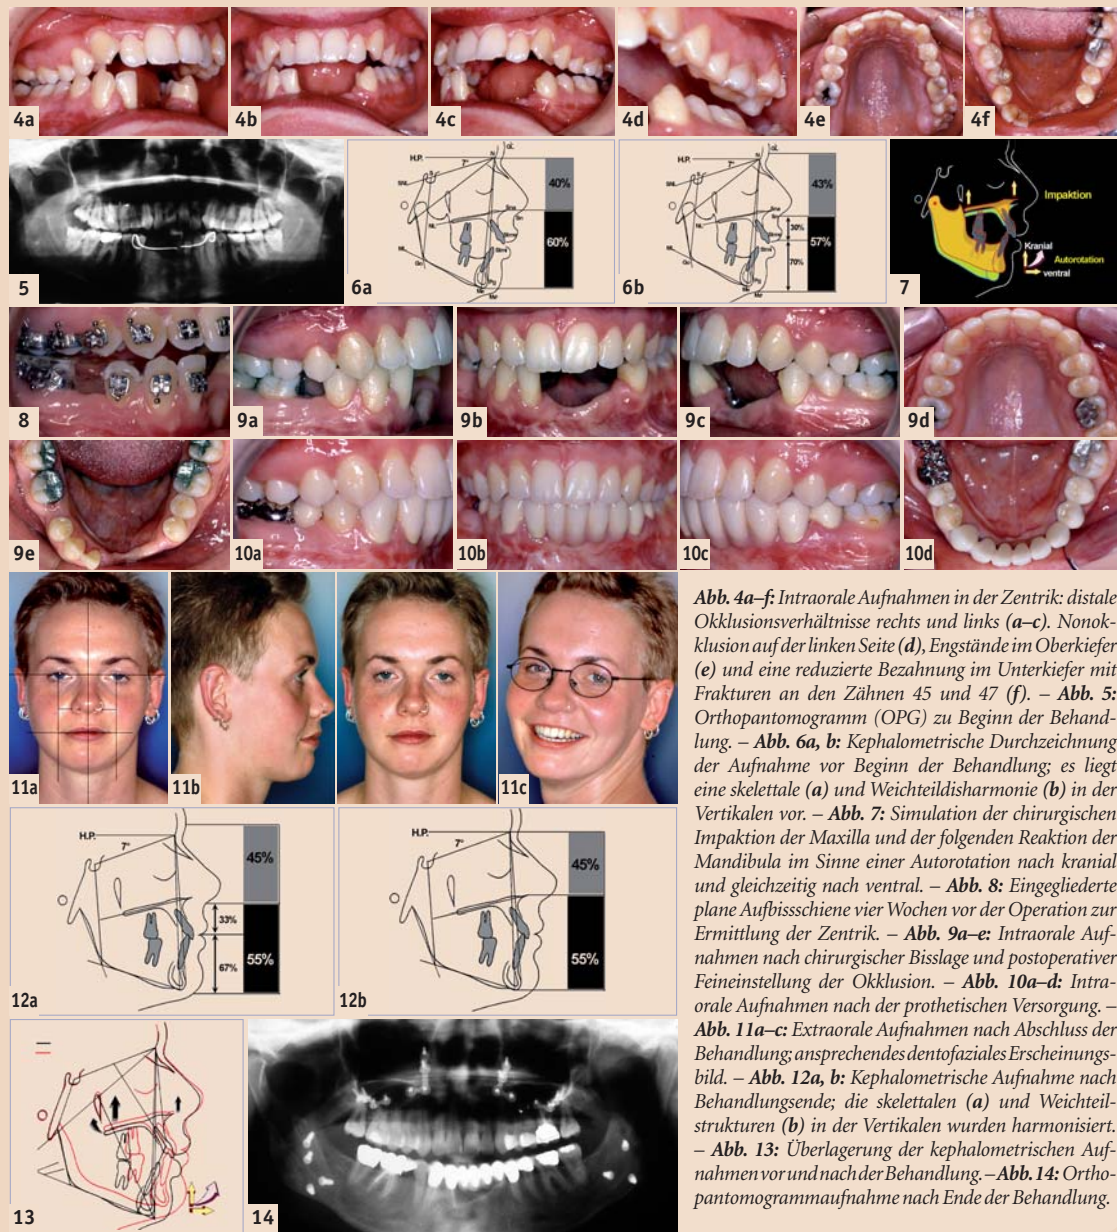 4a
4b
4c
4d
4e
4f
5
H.P.
7°
N
SNL
NL
ML
40%
60%
6a
H.P.
7°
N
SNL
NL
ML
43%
30%
57%
70%
6b
Impaktion
Kranial
Autorotation
ventral
7
8
9a
9b
9c
9d
9e
10a
10b
10c
10d
11a
11b
11c
Abb. 4a–f: Intraorale Aufnahmen in der Zentrik: distale
Okklusionsverhältnisse rechts und links (a–c). Nonok-
klusion auf der linken Seite (d), Engstände im Oberkiefer
(e) und eine reduzierte Bezahnung im Unterkiefer mit
Frakturen an den Zähnen 45 und 47 (f). – Abb. 5:
Orthopantomogramm (OPG) zu Beginn der Behand-
lung. – Abb. 6a, b: Kephalometrische Durchzeichnung
der Aufnahme vor Beginn der Behandlung; es liegt
eine skelettale (a) und Weichteildisharmonie (b) in der
Vertikalen vor. – Abb. 7: Simulation der chirurgischen
Impaktion der Maxilla und der folgenden Reaktion der
Mandibula im Sinne einer Autorotation nach kranial
und gleichzeitig nach ventral. – Abb. 8: Eingegliederte
plane Aufbissschiene vier Wochen vor der Operation zur
Ermittlung der Zentrik. – Abb. 9a–e: Intraorale Auf-
nahmen nach chirurgischer Bisslage und postoperativer
Feineinstellung der Okklusion. – Abb. 10a–d: Intra-
orale Aufnahmen nach der prothetischen Versorgung. –
Abb. 11a–c: Extraorale Aufnahmen nach Abschluss der
Behandlung; ansprechendes dentofaziales Erscheinungs-
bild. – Abb. 12a, b: Kephalometrische Aufnahme nach
Behandlungsende; die skelettalen (a) und Weichteil-
strukturen (b) in der Vertikalen wurden harmonisiert.
– Abb. 13: Überlagerung der kephalometrischen Auf-
nahmen vor und nach der Behandlung. – Abb. 14: Ortho-
pantomogrammaufnahme nach Ende der Behandlung.
H.P.
7°
45%
33%
55%
67%
12a
H.P.
7°
45%
55%
12b
13
14